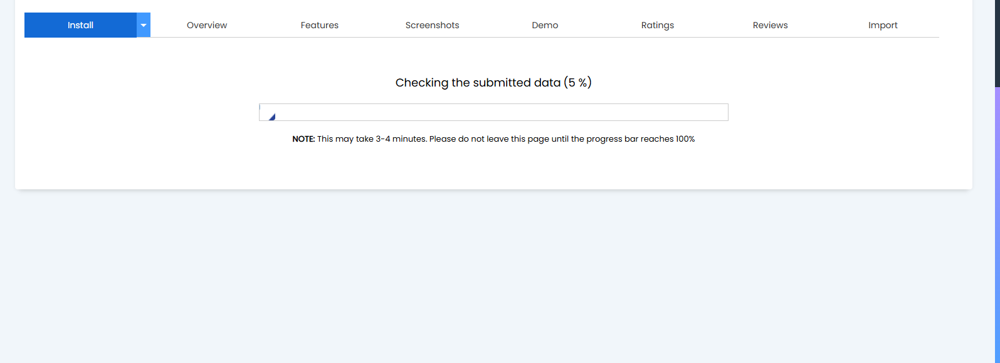 Install Overview Features Screenshots Demo Ratings Reviews Import
Checking the submitted data (5 %)
NOTE: This may take 3-4 minutes. Please do not leave this page until the progress bar reaches 100%